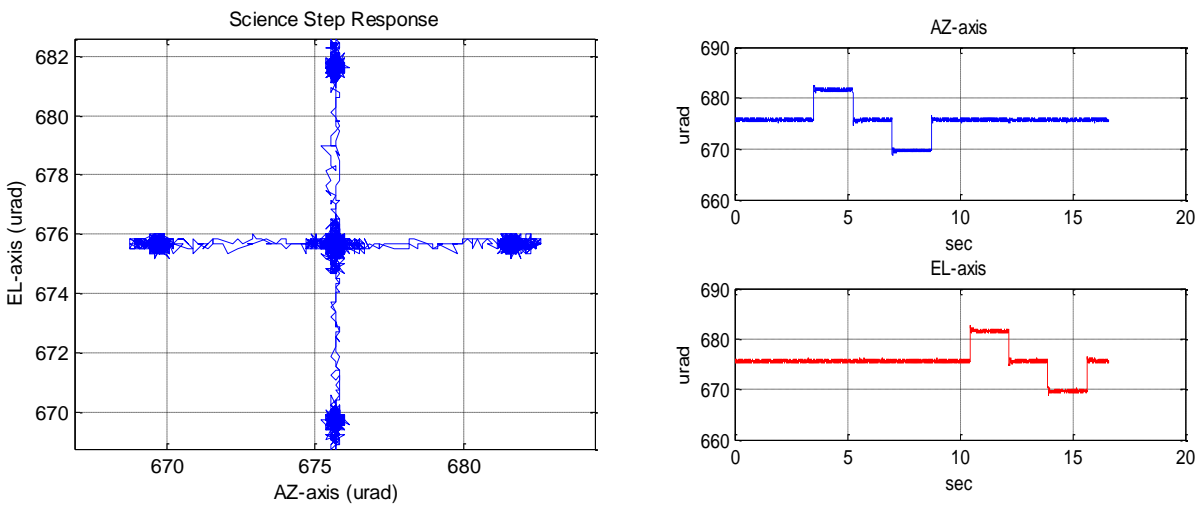 Science Step Response
EL-axis (urad)
682
680
678
676
674
672
670
670 675 680
AZ-axis (urad)
AZ-axis
urad
690
680
670
660
0 5 10 15 20
sec
EL-axis
urad
690
680
670
660
0 5 10 15 20
sec